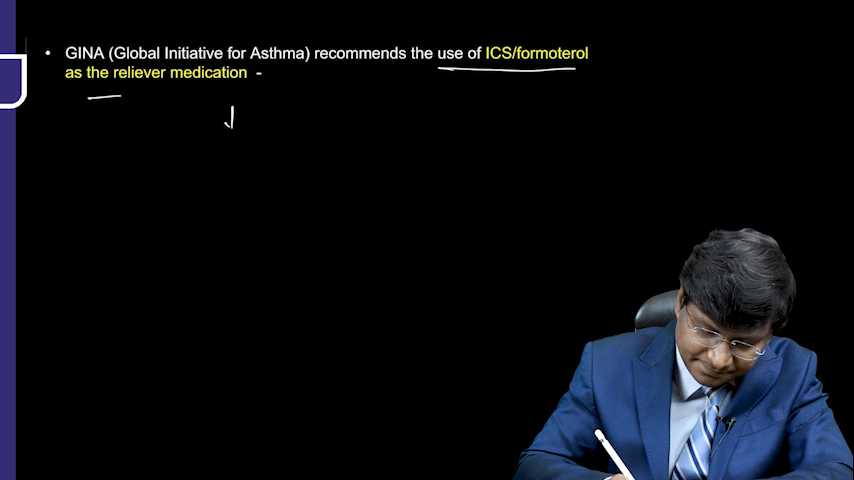 • GINA (Global Initiative for Asthma) recommends the use of ICS/formoterol
as the reliever medication -